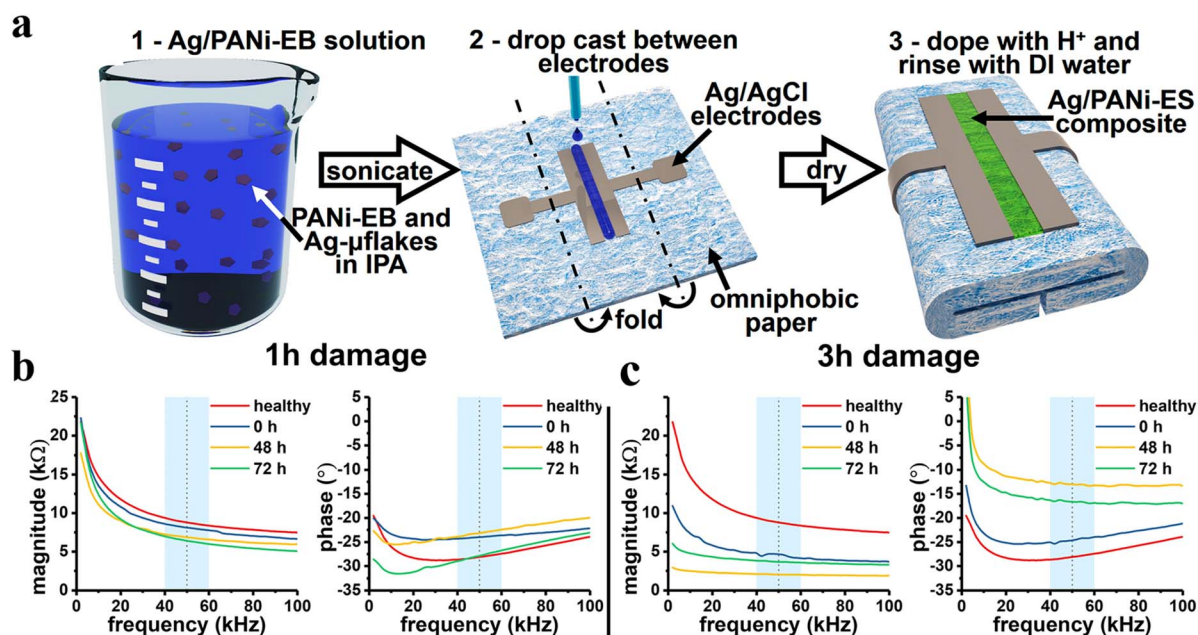 a
1 - Ag/PANi-EB solution
PANi-EB and
Ag-µflakes
in IPA
sonicate
2 - drop cast between
electrodes
Ag/AgCl
electrodes
omniphobic
paper
fold
dry
3 - dope with H⁺ and
rinse with DI water
Ag/PANi-ES
composite
1h damage
b
magnitude (kΩ)
25
20
15
10
5
0
healthy
0 h
48 h
72 h
0 20 40 60 80 100
frequency (kHz)
phase (°)
5
0
-5
-10
-15
-20
-25
-30
-35
healthy
0 h
48 h
72 h
0 20 40 60 80 100
frequency (kHz)
3h damage
c
magnitude (kΩ)
20
15
10
5
0
healthy
0 h
48 h
72 h
0 20 40 60 80 100
frequency (kHz)
phase (°)
5
0
-5
-10
-15
-20
-25
-30
-35
healthy
0 h
48 h
72 h
0 20 40 60 80 100
frequency (kHz)